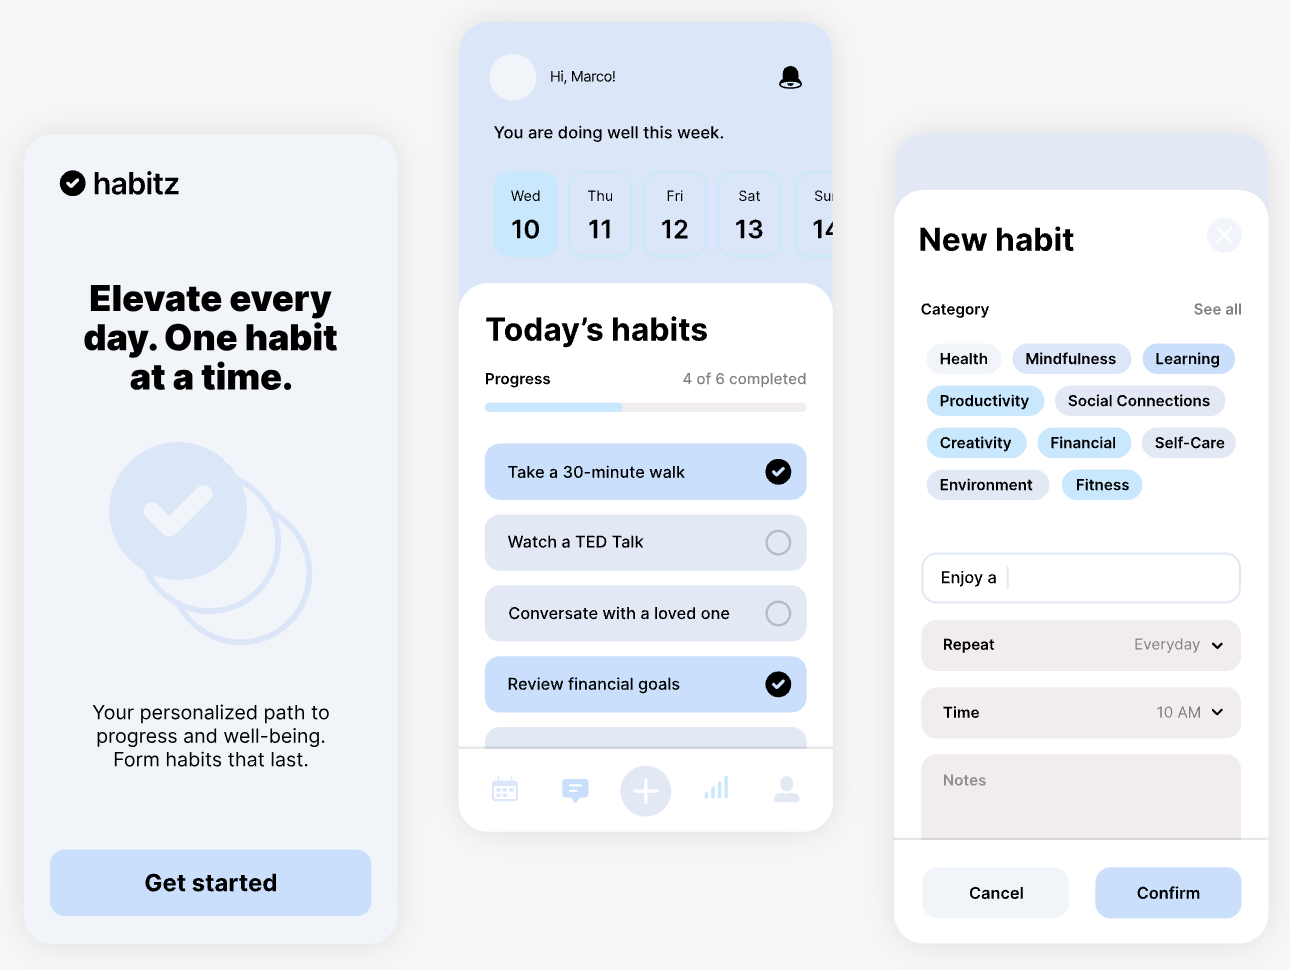 habitz
Elevate every
day. One habit
at a time.
Your personalized path to
progress and well-being.
Form habits that last.
Get started
Hi, Marco!
You are doing well this week.
Wed Thu Fri Sat Su
10 11 12 13 14
Today's habits
Progress 4 of 6 completed
Take a 30-minute walk
Watch a TED Talk
Conversate with a loved one
Review financial goals
New habit
Category See all
Health Mindfulness Learning
Productivity Social Connections
Creativity Financial Self-Care
Environment Fitness
Enjoy a
Repeat Everyday
Time 10 AM
Notes
Cancel Confirm